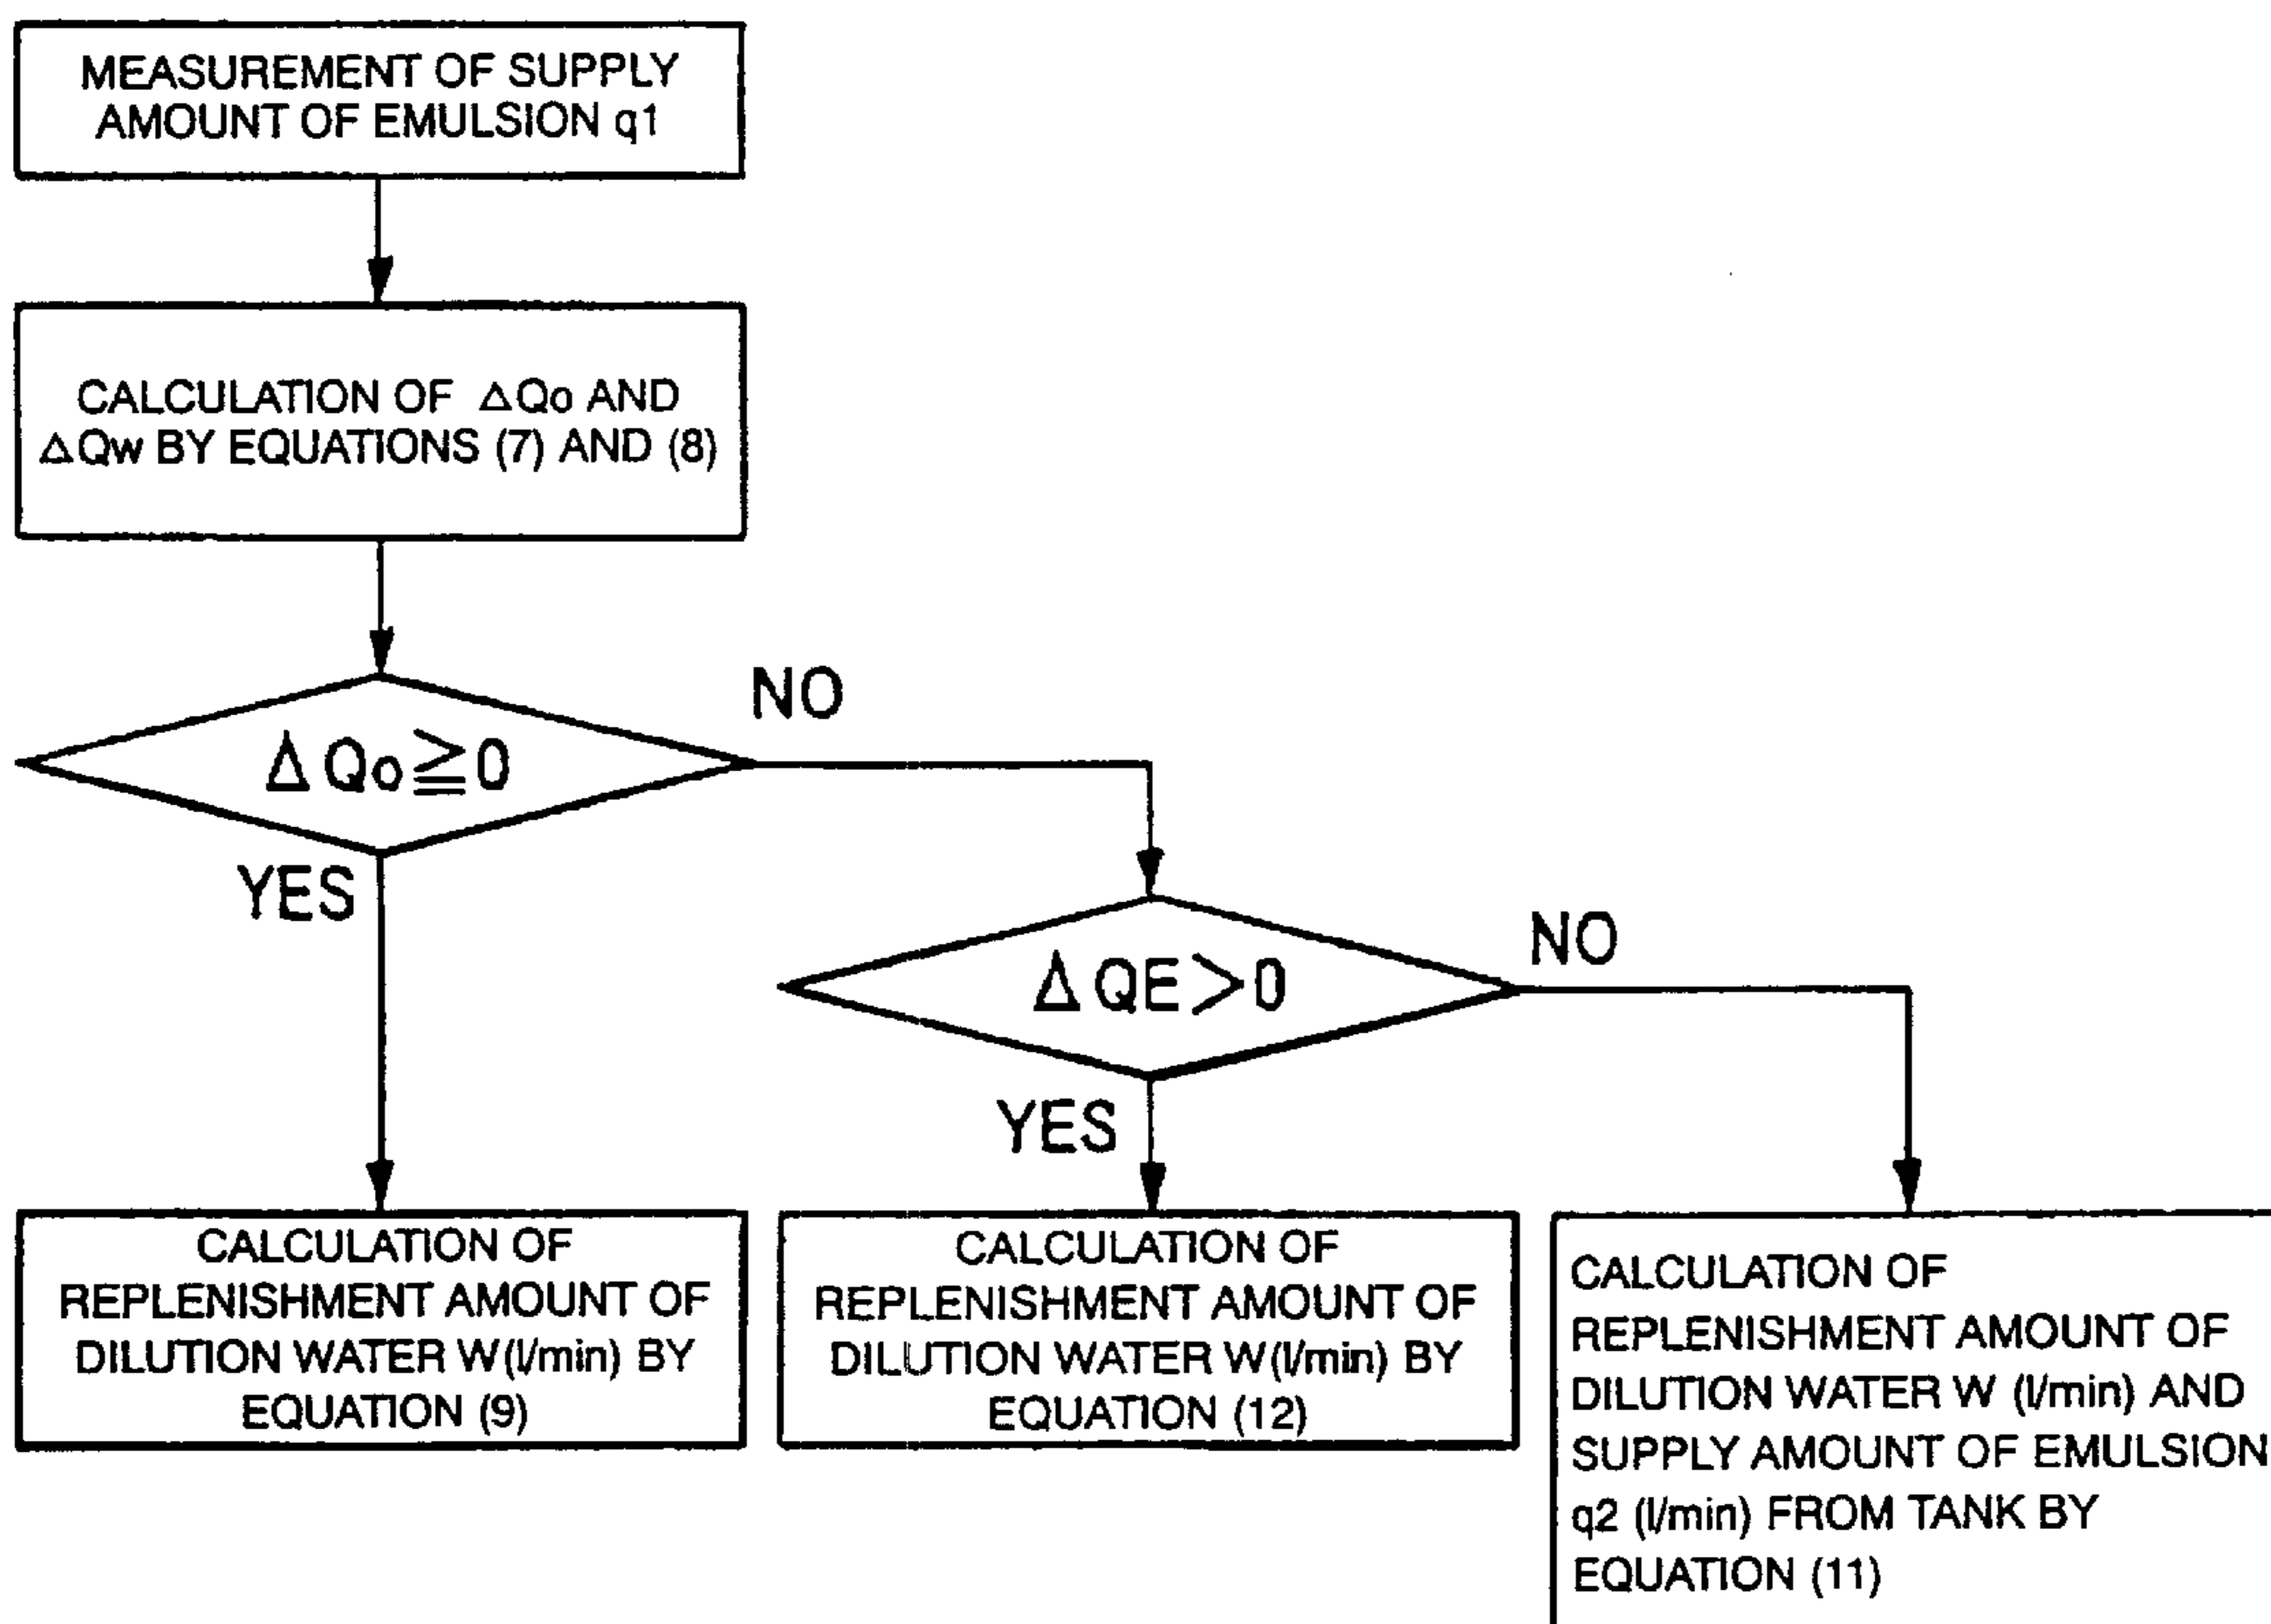 MEASUREMENT OF SUPPLY
AMOUNT OF EMULSION q1
CALCULATION OF ΔQo AND
ΔQw BY EQUATIONS (7) AND (8)
NO
ΔQo≧0
YES
NO
ΔQE>0
YES
CALCULATION OF
REPLENISHMENT AMOUNT OF
DILUTION WATER W(l/min) BY
EQUATION (9)
CALCULATION OF
REPLENISHMENT AMOUNT OF
DILUTION WATER W(l/min) BY
EQUATION (12)
CALCULATION OF
REPLENISHMENT AMOUNT OF
DILUTION WATER W (l/min) AND
SUPPLY AMOUNT OF EMULSION
q2 (l/min) FROM TANK BY
EQUATION (11)